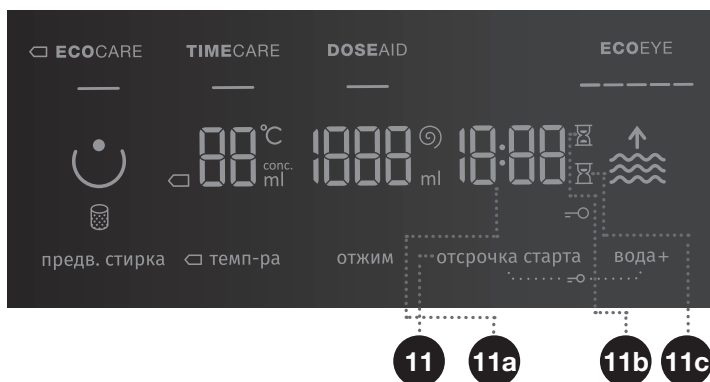 ECOCARE TIMECARE DOSEAID ECOEYE
88 °C conc. ml 1888 ml 18:88
предв. стирка темп-ра отжим отсрочка старта вода+
11 11a 11b 11c